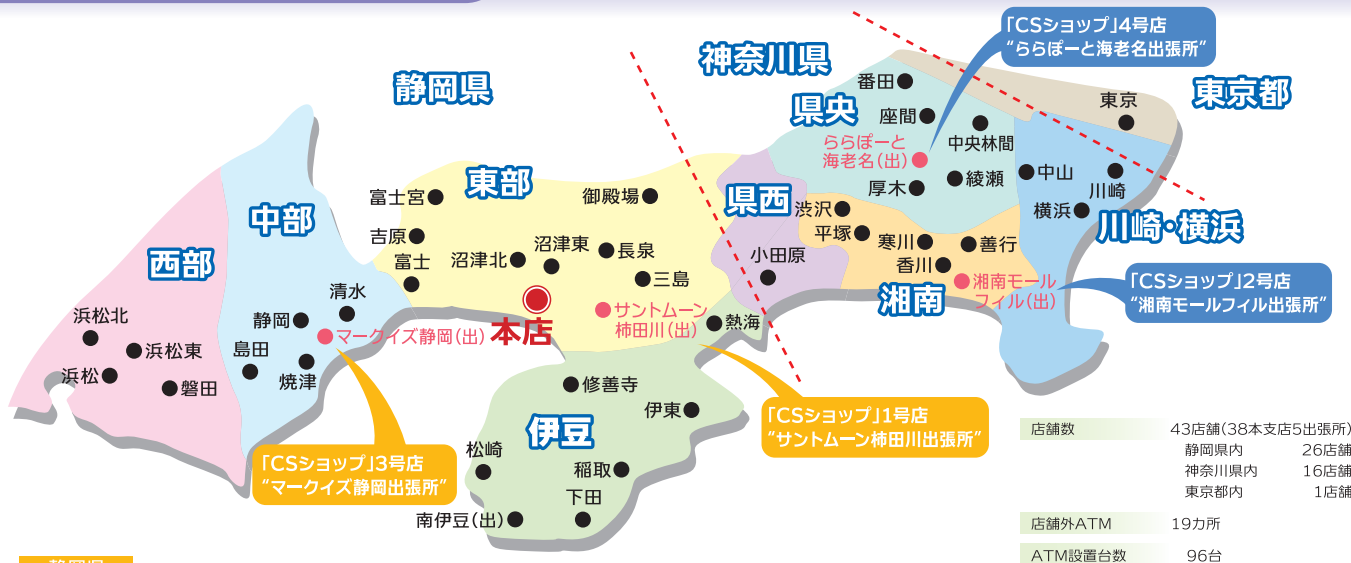 静岡県
神奈川県
東京都
「CSショップ」4号店
“ららぽーと海老名出張所”
西部
浜松北
浜松東
浜松
磐田
中部
清水
静岡
マークイズ静岡(出)
島田
焼津
「CSショップ」3号店
“マークイズ静岡出張所”
東部
富士宮
御殿場
吉原
富士
沼津北
沼津東
長泉
三島
本店
サントムーン
柿田川(出)
「CSショップ」1号店
“サントムーン柿田川出張所”
伊豆
熱海
修善寺
伊東
松崎
稲取
下田
南伊豆(出)
県西
小田原
県央
番田
座間
中央林間
ららぽーと
海老名(出)
綾瀬
厚木
湘南
渋沢
平塚
寒川
善行
香川
湘南モール
フィル(出)
「CSショップ」2号店
“湘南モールフィル出張所”
川崎・横浜
中山
川崎
横浜
東京
店舗数 43店舗(38本支店5出張所)
静岡県内 26店舗
神奈川県内 16店舗
東京都内 1店舗
店舗外ATM 19カ所
ATM設置台数 96台